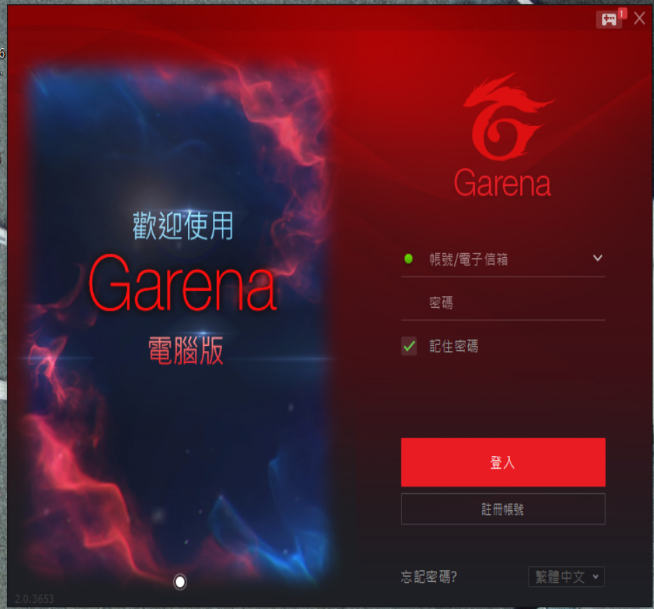 1
Garena
歡迎使用
Garena
電腦版
帳號/電子信箱
密碼
記住密碼
登入
註冊帳號
忘記密碼?
繁體中文
2.0.3653